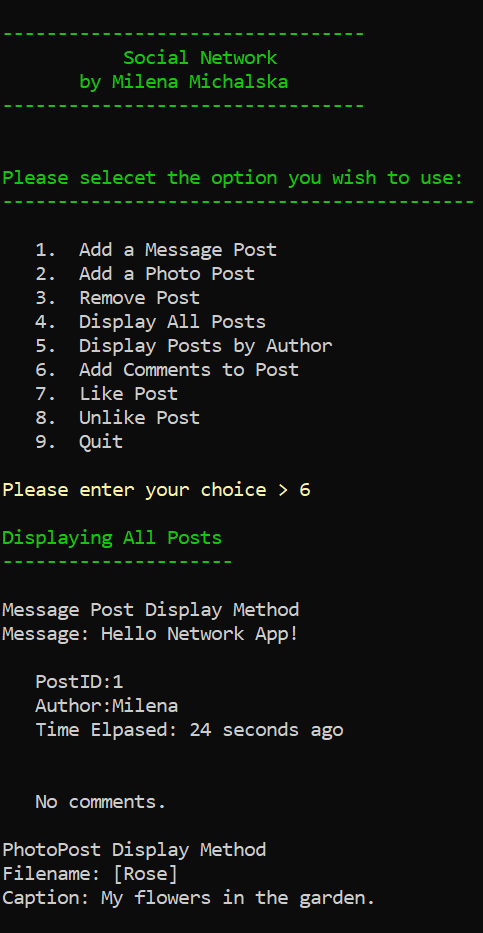 ---------------------------------
Social Network
by Milena Michalska
---------------------------------
Please selecet the option you wish to use:
-------------------------------------------
1.  Add a Message Post
2.  Add a Photo Post
3.  Remove Post
4.  Display All Posts
5.  Display Posts by Author
6.  Add Comments to Post
7.  Like Post
8.  Unlike Post
9.  Quit
Please enter your choice > 6
Displaying All Posts
---------------------
Message Post Display Method
Message: Hello Network App!
PostID:1
Author:Milena
Time Elpased: 24 seconds ago
No comments.
PhotoPost Display Method
Filename: [Rose]
Caption: My flowers in the garden.